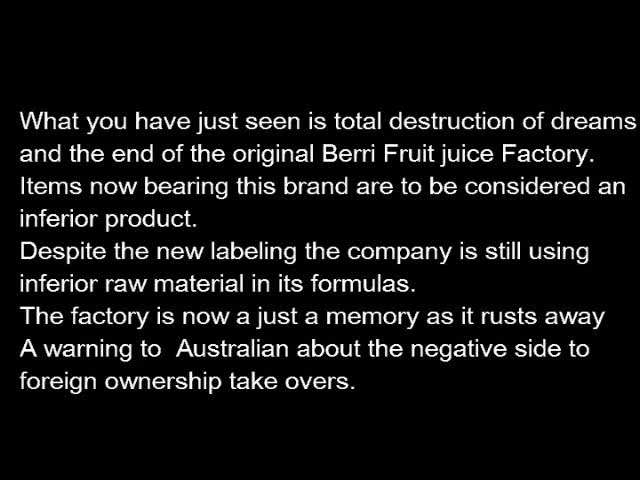 What you have just seen is total destruction of dreams
and the end of the original Berri Fruit juice Factory.
Items now bearing this brand are to be considered an
inferior product.
Despite the new labeling the company is still using
inferior raw material in its formulas.
The factory is now a just a memory as it rusts away
A warning to  Australian about the negative side to
foreign ownership take overs.